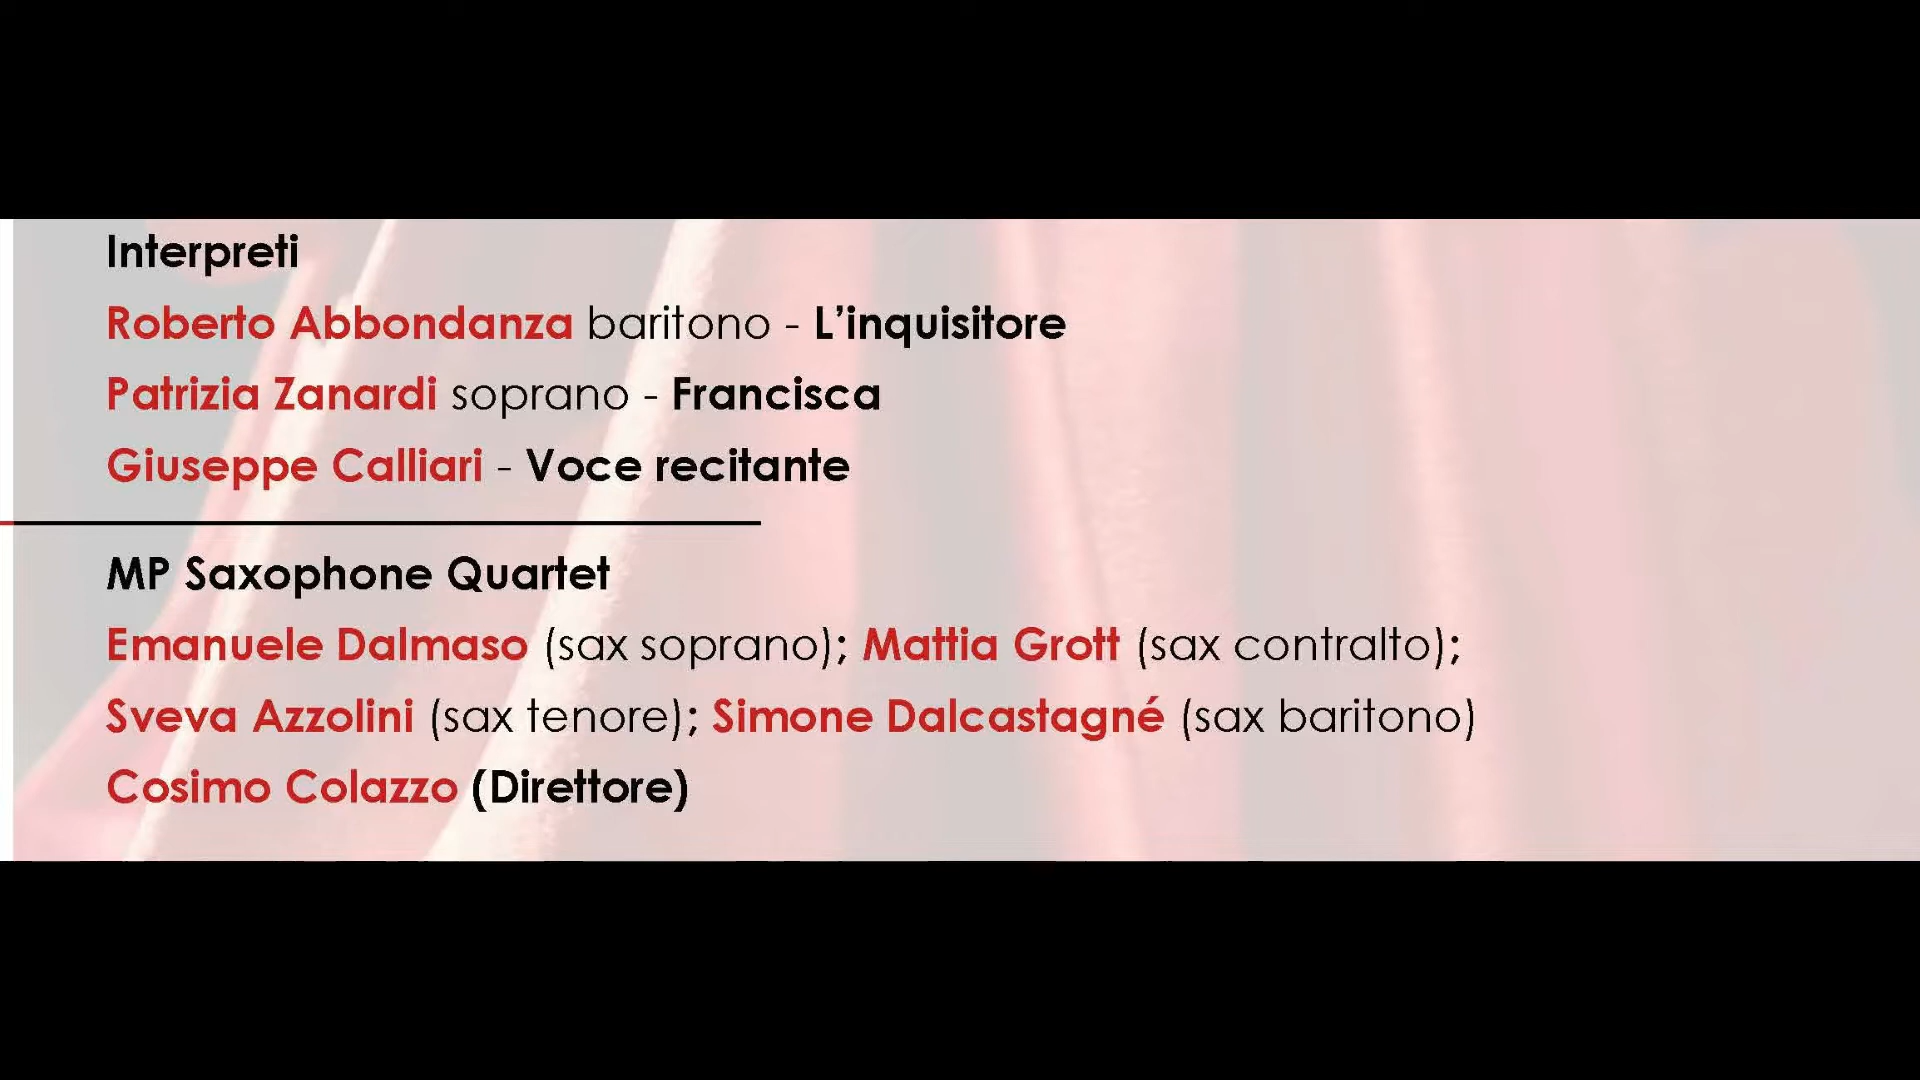 Interpreti
Roberto Abbondanza baritono - L’inquisitore
Patrizia Zanardi soprano - Francisca
Giuseppe Calliari - Voce recitante
MP Saxophone Quartet
Emanuele Dalmaso (sax soprano); Mattia Grott (sax contralto);
Sveva Azzolini (sax tenore); Simone Dalcastagné (sax baritono)
Cosimo Colazzo (Direttore)